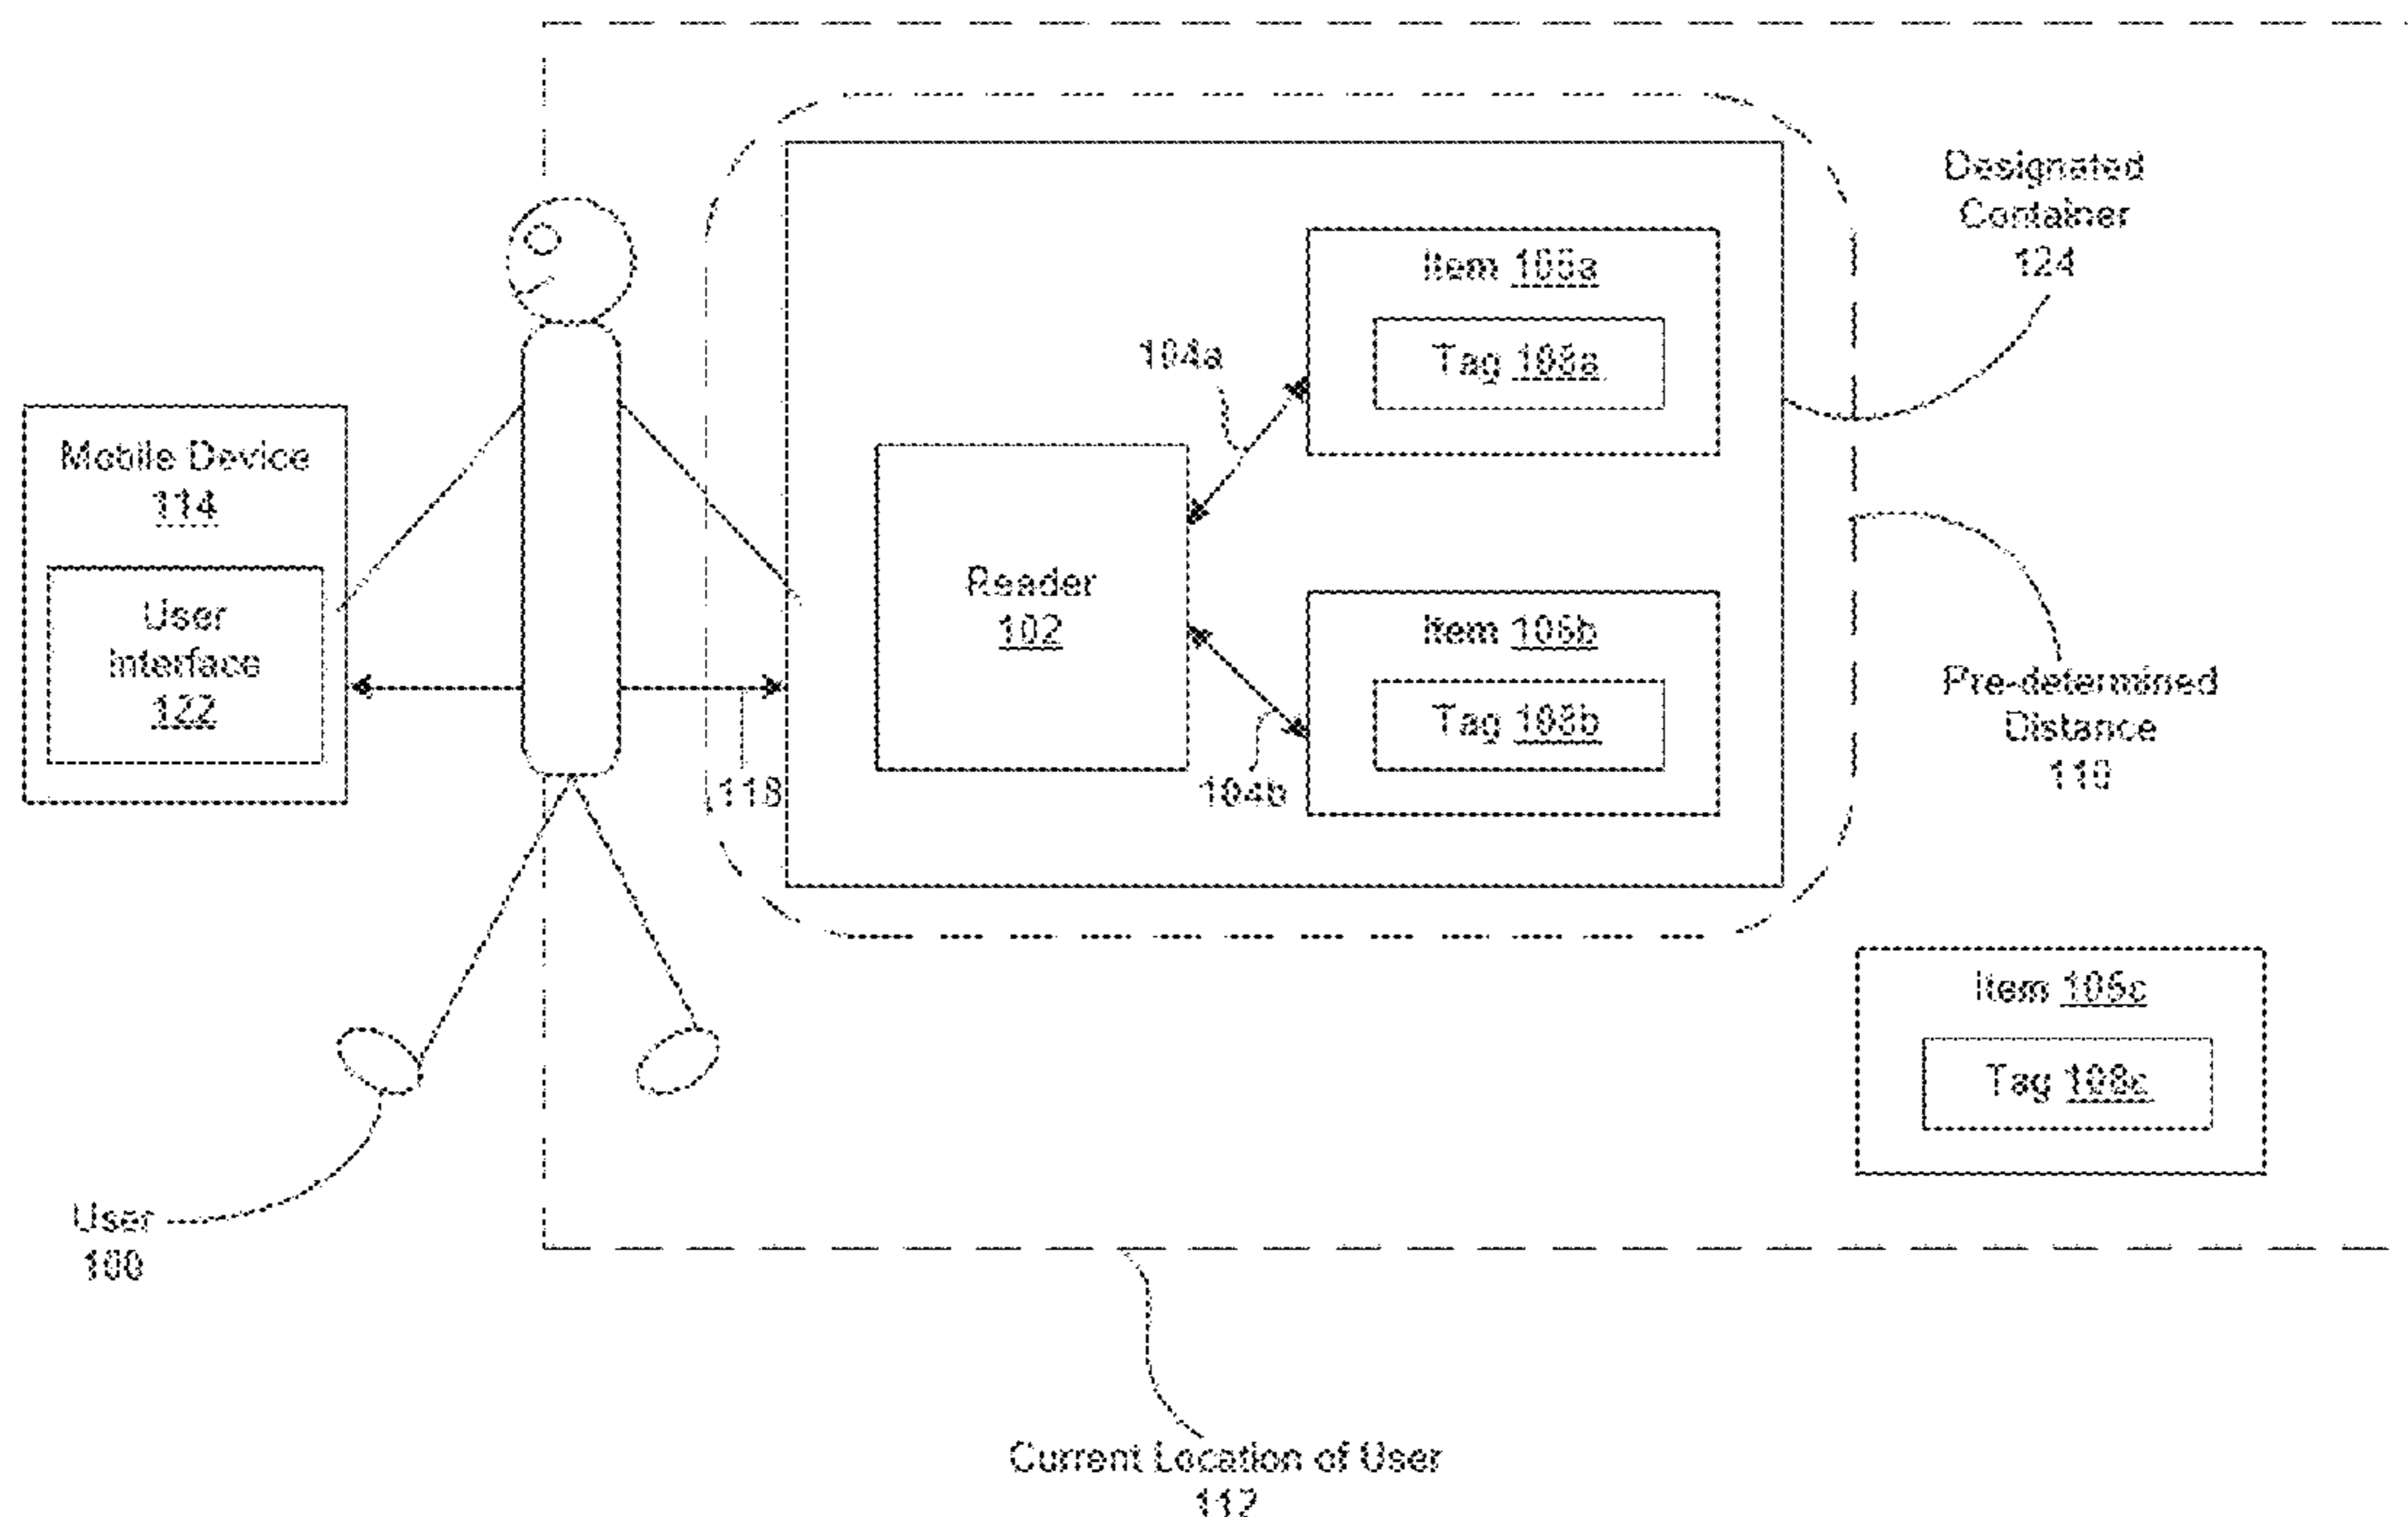 Designated
Container
124
Item 106a
Tag 108a
104a
Mobile Device
114
User
Interface
122
Reader
102
Item 106b
Tag 108b
104b
118
Pre-determined
Distance
110
Item 106c
Tag 108c
User
100
Current Location of User
112